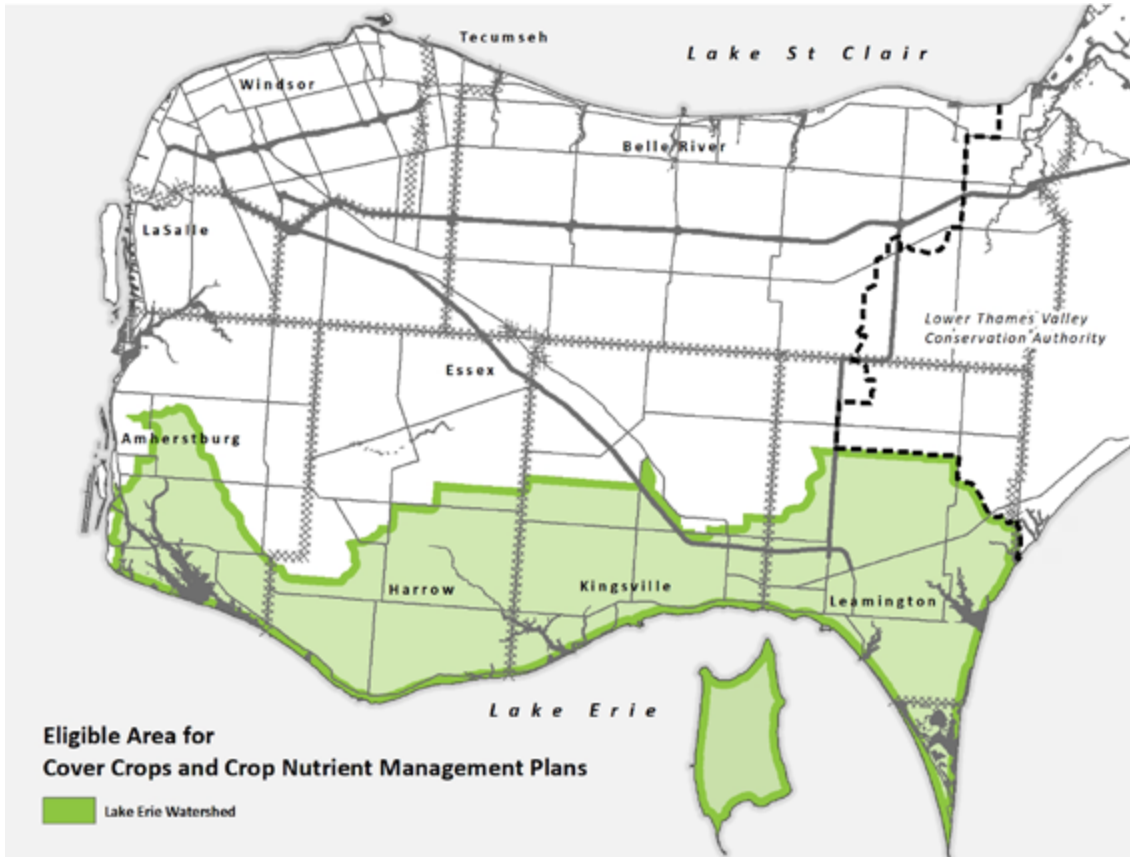 Tecumseh
Lake St Clair
Windsor
Belle River
LaSalle
Lower Thames Valley
Conservation Authority
Essex
Amherstburg
Harrow
Kingsville
Leamington
Lake Erie
Eligible Area for
Cover Crops and Crop Nutrient Management Plans
Lake Erie Watershed